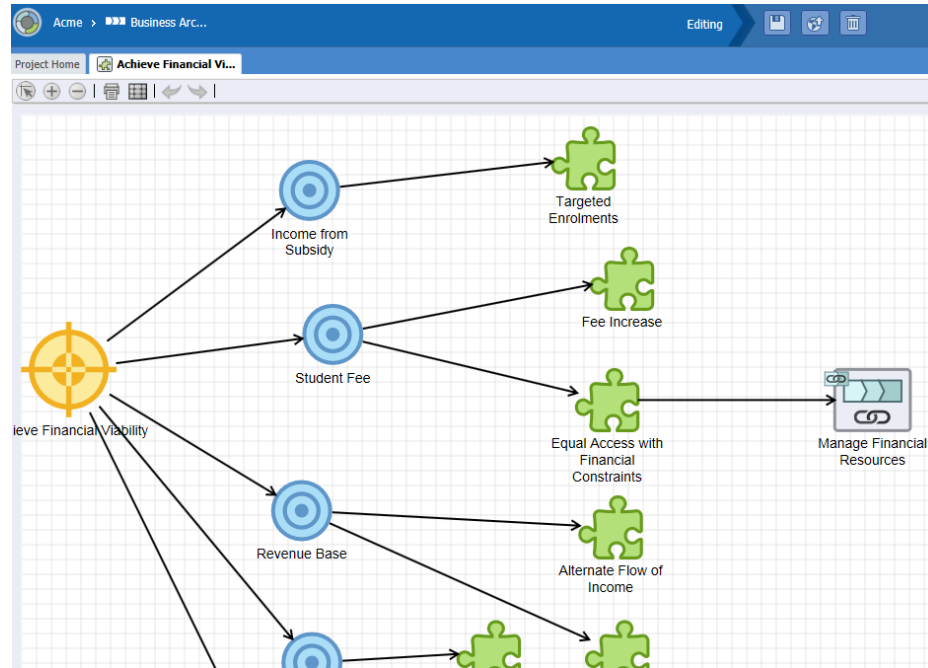 Acme > Business Arc...
Editing
Project Home
Achieve Financial Vi...
Targeted
Enrolments
Income from
Subsidy
Fee Increase
Student Fee
ieve Financial Viability
Equal Access with
Financial
Constraints
Manage Financial
Resources
Revenue Base
Alternate Flow of
Income